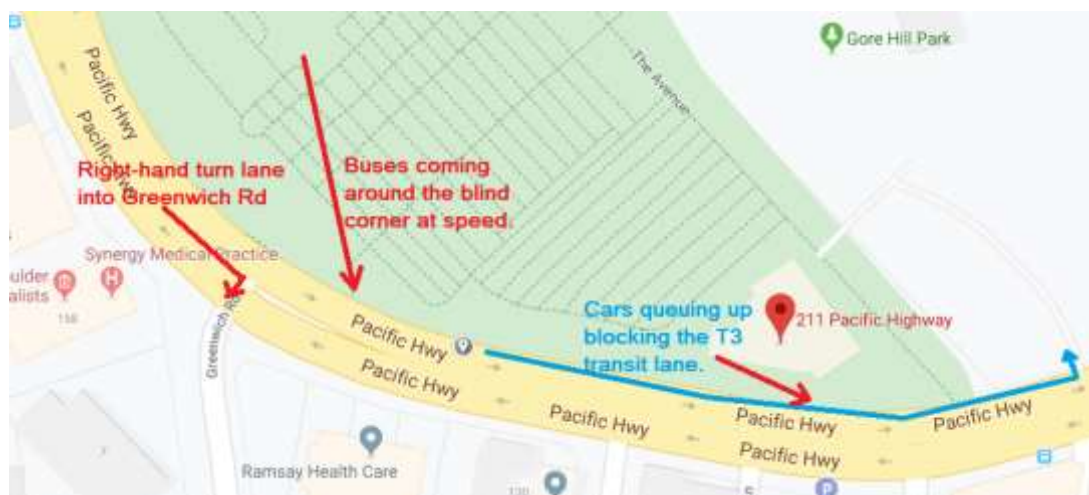 Gore Hill Park
The Avenue
Pacific Hwy
Pacific Hwy
Right-hand turn lane
into Greenwich Rd
Buses coming
around the blind
corner at speed.
Synergy Medical Practice
oulder
alists
158
Greenwich Rd
Cars queuing up
blocking the T3
transit lane.
211 Pacific Highway
Pacific Hwy
Pacific Hwy
Pacific Hwy
Pacific Hwy
Pacific Hwy
Pacific Hwy
Ramsay Health Care
130
P
S